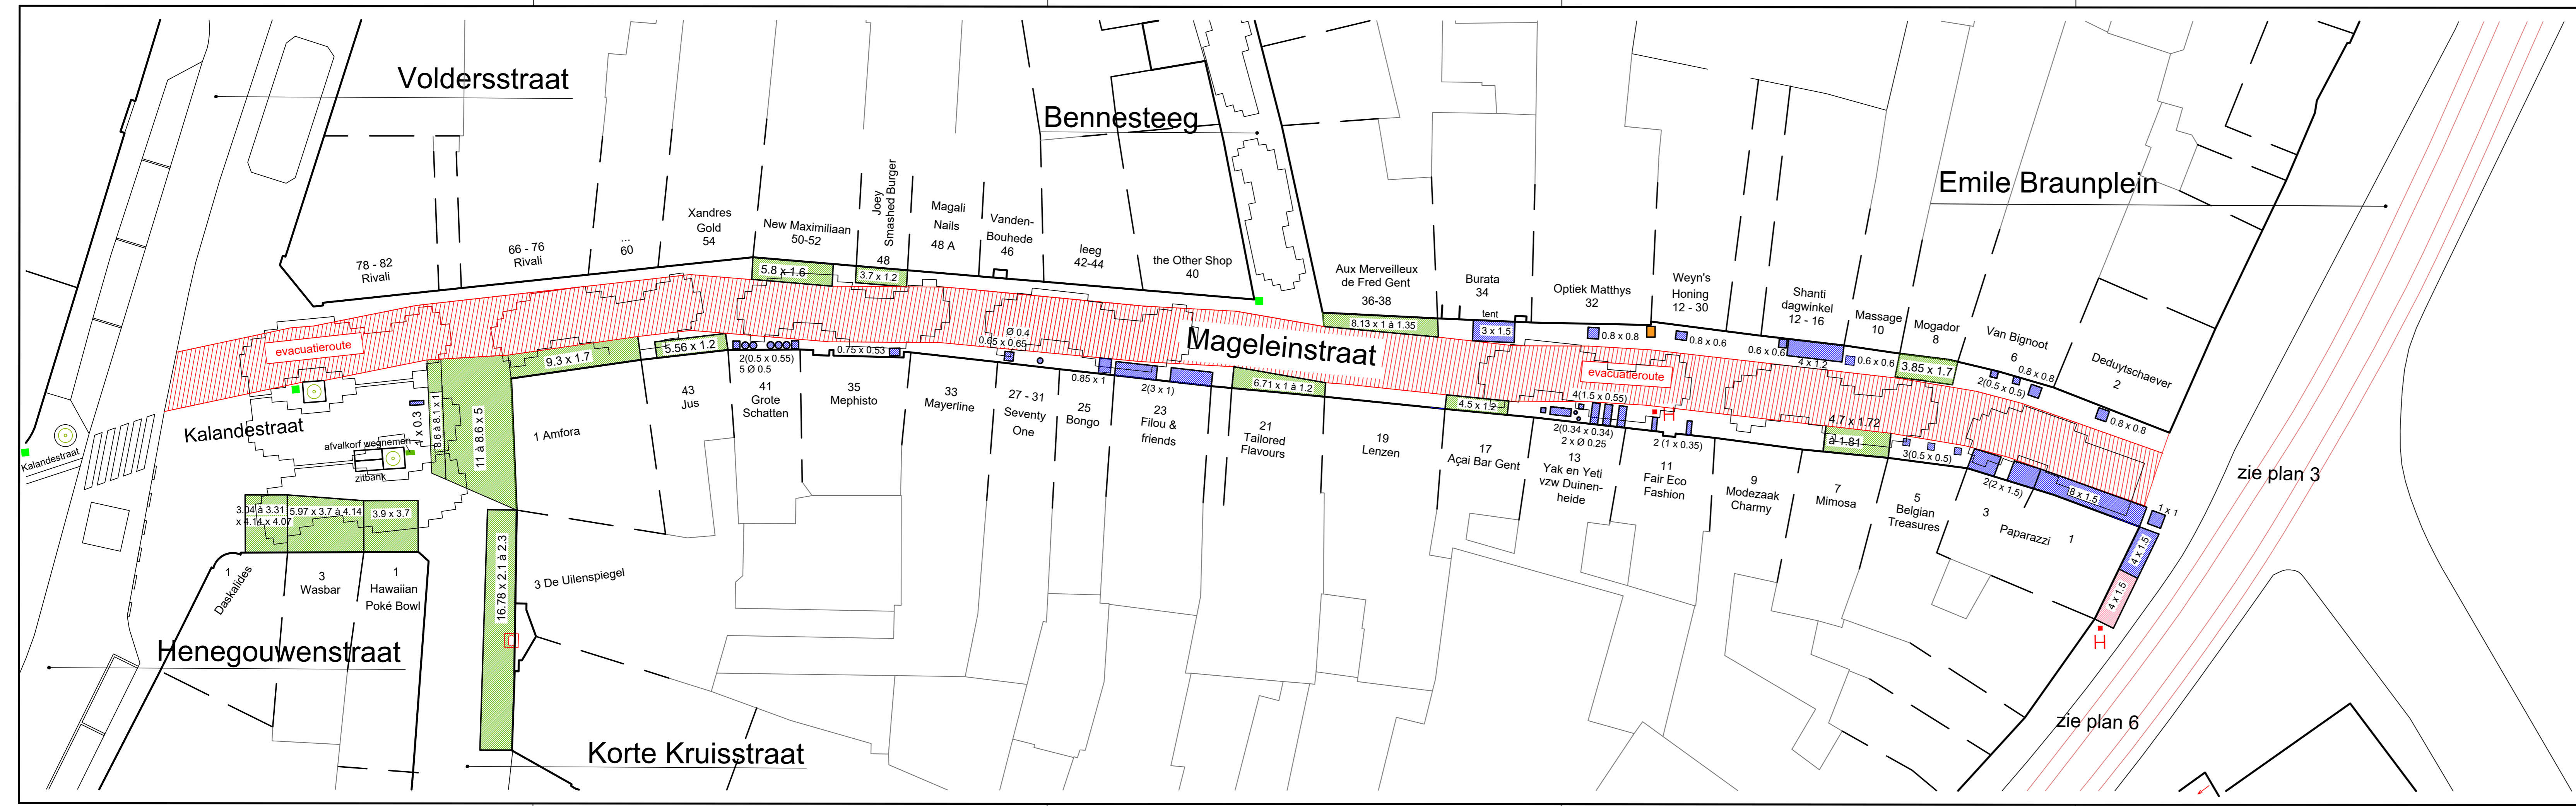 Voldersstraat
Bennesteeg
Emile Braunplein
78 - 82
Rivali
66 - 76
Rivali
...
60
Xandres
Gold
54
New Maximiliaan
50-52
Joey
Smashed Burger
48
Magali
Nails
48 A
Vanden-
Bouhede
46
leeg
42-44
the Other Shop
40
Aux Merveilleux
de Fred Gent
36-38
Burata
34
tent
Optiek Matthys
32
Weyn's
Honing
12 - 30
Shanti
dagwinkel
12 - 16
Massage
10
Mogador
8
Van Bignoot
6
Deduytschaever
2
5.8 x 1.6
3.7 x 1.2
8.13 x 1 à 1.35
3 x 1.5
0.8 x 0.8
0.8 x 0.6
0.6 x 0.6
4 x 1.2
0.6 x 0.6
3.85 x 1.7
2(0.5 x 0.5)
0.8 x 0.8
0.8 x 0.8
evacuatieroute
Mageleinstraat
evacuatieroute
9.3 x 1.7
5.56 x 1.2
2(0.5 x 0.55)
5 Ø 0.5
0.75 x 0.53
Ø 0.4
0.65 x 0.65
0.85 x 1
2(3 x 1)
6.71 x 1 à 1.2
4.5 x 1.2
4(1.5 x 0.55)
H
2(0.34 x 0.34)
2 x Ø 0.25
2 (1 x 0.35)
4.7 x 1.72
à 1.81
3(0.5 x 0.5)
2(2 x 1.5)
8 x 1.5
1 x 1
4 x 1.5
4 x 1.5
H
zie plan 3
zie plan 6
Kalandestraat
Kalandestraat
afvalkorf wegnemen
zitbank
1 x 0.3
8.6 à 8.1 x 1
11 à 8.6 x 5
1 Amfora
43
Jus
41
Grote
Schatten
35
Mephisto
33
Mayerline
27 - 31
Seventy
One
25
Bongo
23
Filou &
friends
21
Tailored
Flavours
19
Lenzen
17
Açai Bar Gent
13
Yak en Yeti
vzw Duinen-
heide
11
Fair Eco
Fashion
9
Modezaak
Charmy
7
Mimosa
5
Belgian
Treasures
3
Paparazzi
1
3.04 à 3.31
x 4.14 x 4.07
5.97 x 3.7 à 4.14
3.9 x 3.7
1
Daskalides
3
Wasbar
1
Hawaiian
Poké Bowl
16.78 x 2.1 à 2.3
3 De Uilenspiegel
Henegouwenstraat
Korte Kruisstraat